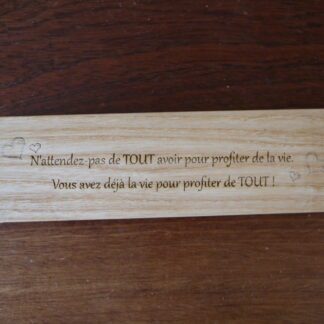 N'attendez-pas de TOUT avoir pour profiter de la vie.
Vous avez déjà la vie pour profiter de TOUT !